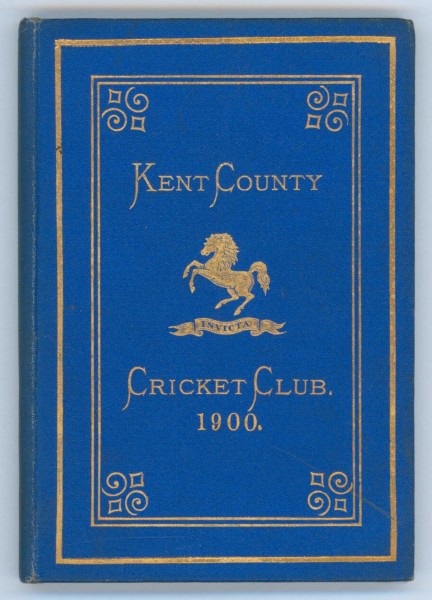 KENT COUNTY
INVICTA
CRICKET CLUB.
1900.